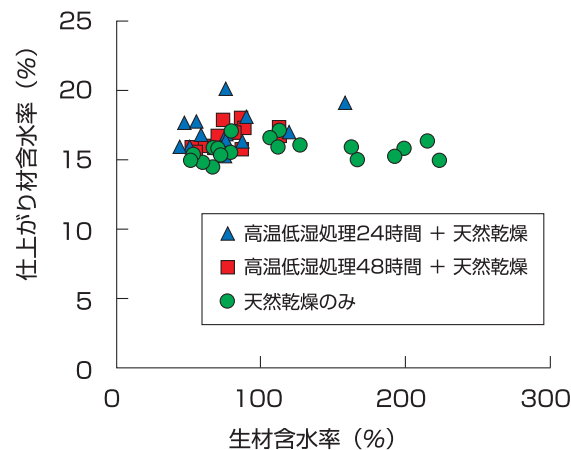 25
20
15
10
5
0
仕上がり材含水率（%）
▲ 高温低湿処理24時間 ＋ 天然乾燥
■ 高温低湿処理48時間 ＋ 天然乾燥
● 天然乾燥のみ
0 100 200 300
生材含水率（%）